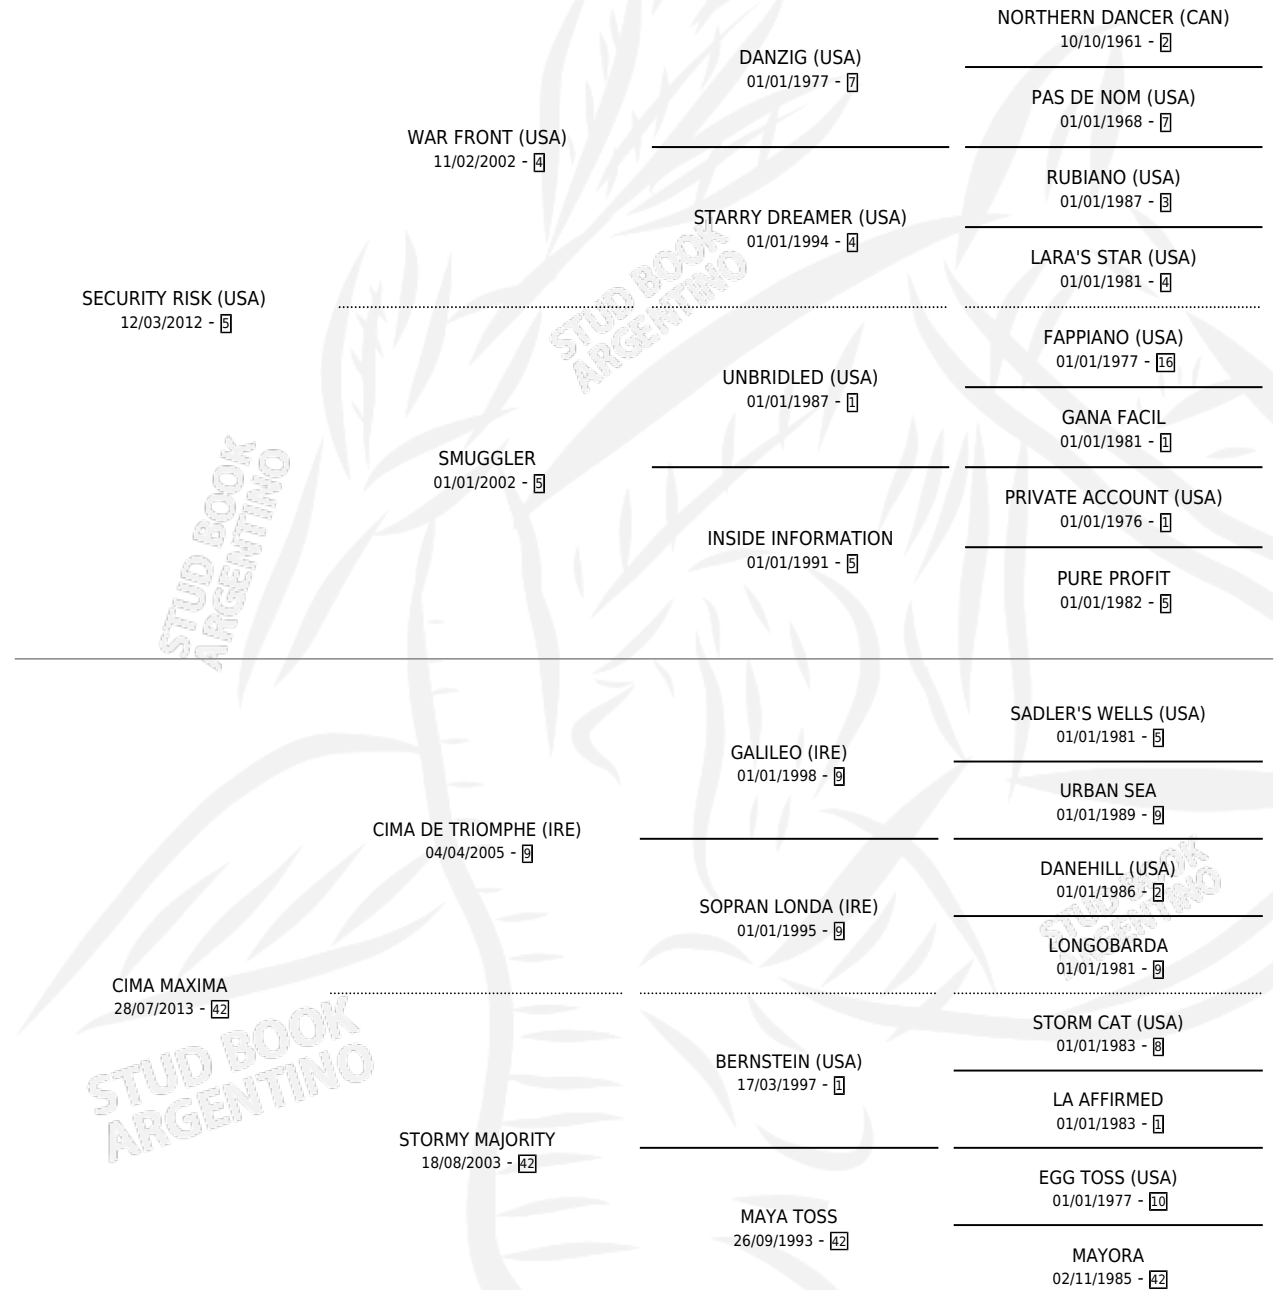 NORTHERN DANCER (CAN)
10/10/1961 - 2
DANZIG (USA)
01/01/1977 - 7
PAS DE NOM (USA)
01/01/1968 - 7
WAR FRONT (USA)
11/02/2002 - 4
RUBIANO (USA)
01/01/1987 - 3
STARRY DREAMER (USA)
01/01/1994 - 4
LARA'S STAR (USA)
01/01/1981 - 4
SECURITY RISK (USA)
12/03/2012 - 5
FAPPIANO (USA)
01/01/1977 - 16
UNBRIDLED (USA)
01/01/1987 - 1
GANA FACIL
01/01/1981 - 1
SMUGGLER
01/01/2002 - 5
PRIVATE ACCOUNT (USA)
01/01/1976 - 1
INSIDE INFORMATION
01/01/1991 - 5
PURE PROFIT
01/01/1982 - 5
SADLER'S WELLS (USA)
01/01/1981 - 5
GALILEO (IRE)
01/01/1998 - 9
URBAN SEA
01/01/1989 - 9
CIMA DE TRIOMPHE (IRE)
04/04/2005 - 9
DANEHILL (USA)
01/01/1986 - 2
SOPRAN LONDA (IRE)
01/01/1995 - 9
LONGOBARDA
01/01/1981 - 9
CIMA MAXIMA
28/07/2013 - 42
STORM CAT (USA)
01/01/1983 - 8
BERNSTEIN (USA)
17/03/1997 - 1
LA AFFIRMED
01/01/1983 - 1
STORMY MAJORITY
18/08/2003 - 42
EGG TOSS (USA)
01/01/1977 - 10
MAYA TOSS
26/09/1993 - 42
MAYORA
02/11/1985 - 42
STUD BOOK
ARGENTINO
STUD BOOK
ARGENTINO
STUD BOOK
ARGENTINO
STUD BOOK
ARGENTINO